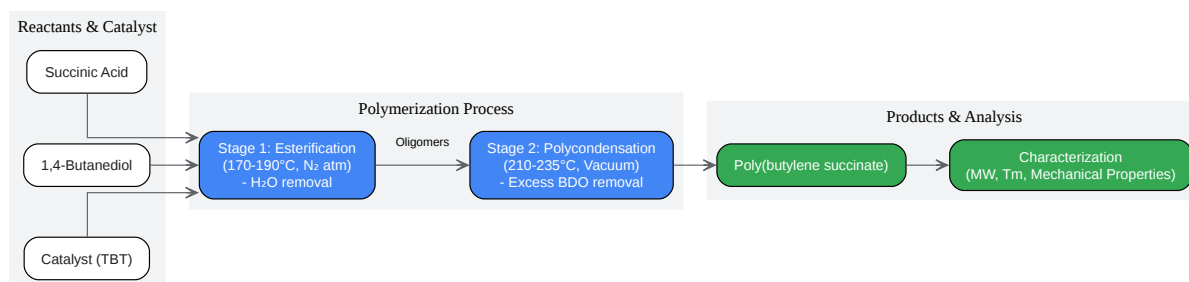 Reactants & Catalyst
Succinic Acid
1,4-Butanediol
Catalyst (TBT)
Polymerization Process
Stage 1: Esterification
(170-190°C, N₂ atm)
- H₂O removal
Oligomers
Stage 2: Polycondensation
(210-235°C, Vacuum)
- Excess BDO removal
Products & Analysis
Poly(butylene succinate)
Characterization
(MW, Tm, Mechanical Properties)